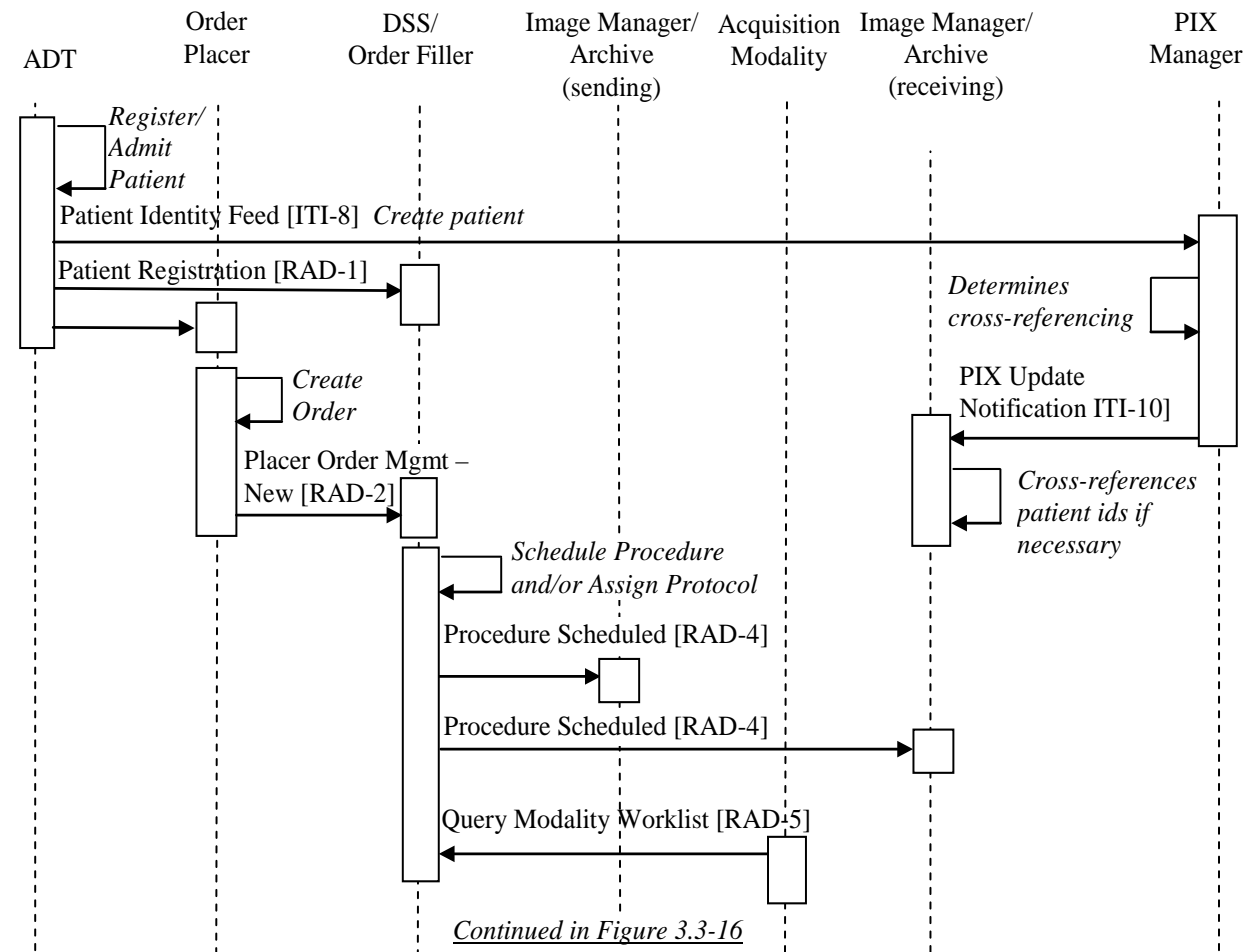 ADT
Order
Placer
DSS/
Order Filler
Image Manager/
Archive
(sending)
Acquisition
Modality
Image Manager/
Archive
(receiving)
PIX
Manager
Register/
Admit
Patient
Patient Identity Feed [ITI-8] Create patient
Patient Registration [RAD-1]
Determines
cross-referencing
Create
Order
PIX Update
Notification ITI-10]
Placer Order Mgmt –
New [RAD-2]
Cross-references
patient ids if
necessary
Schedule Procedure
and/or Assign Protocol
Procedure Scheduled [RAD-4]
Procedure Scheduled [RAD-4]
Query Modality Worklist [RAD-5]
Continued in Figure 3.3-16